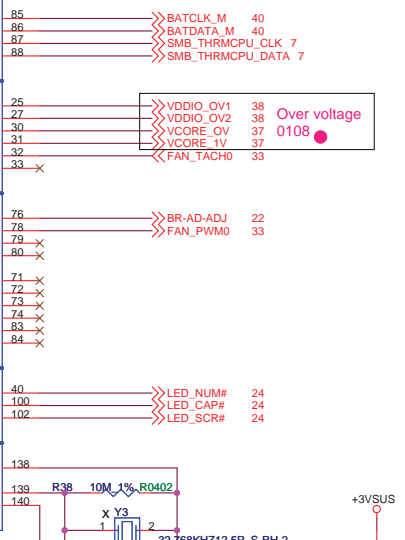 85 BATCLK_M 40
86 BATDATA_M 40
87 SMB_THRMCPU_CLK 7
88 SMB_THRMCPU_DATA 7
25 VDDIO_OV1 38
27 VDDIO_OV2 38
30 VCORE_OV 37
31 VCORE_1V 37
32 FAN_TACH0 33
33
Over voltage
0108
76 BR-AD-ADJ 22
78 FAN_PWM0 33
79
80
71
72
73
74
83
84
40 LED_NUM# 24
100 LED_CAP# 24
102 LED_SCR# 24
138
139 R38 10M_1% R0402
140
+3VSUS
X Y3
1 2